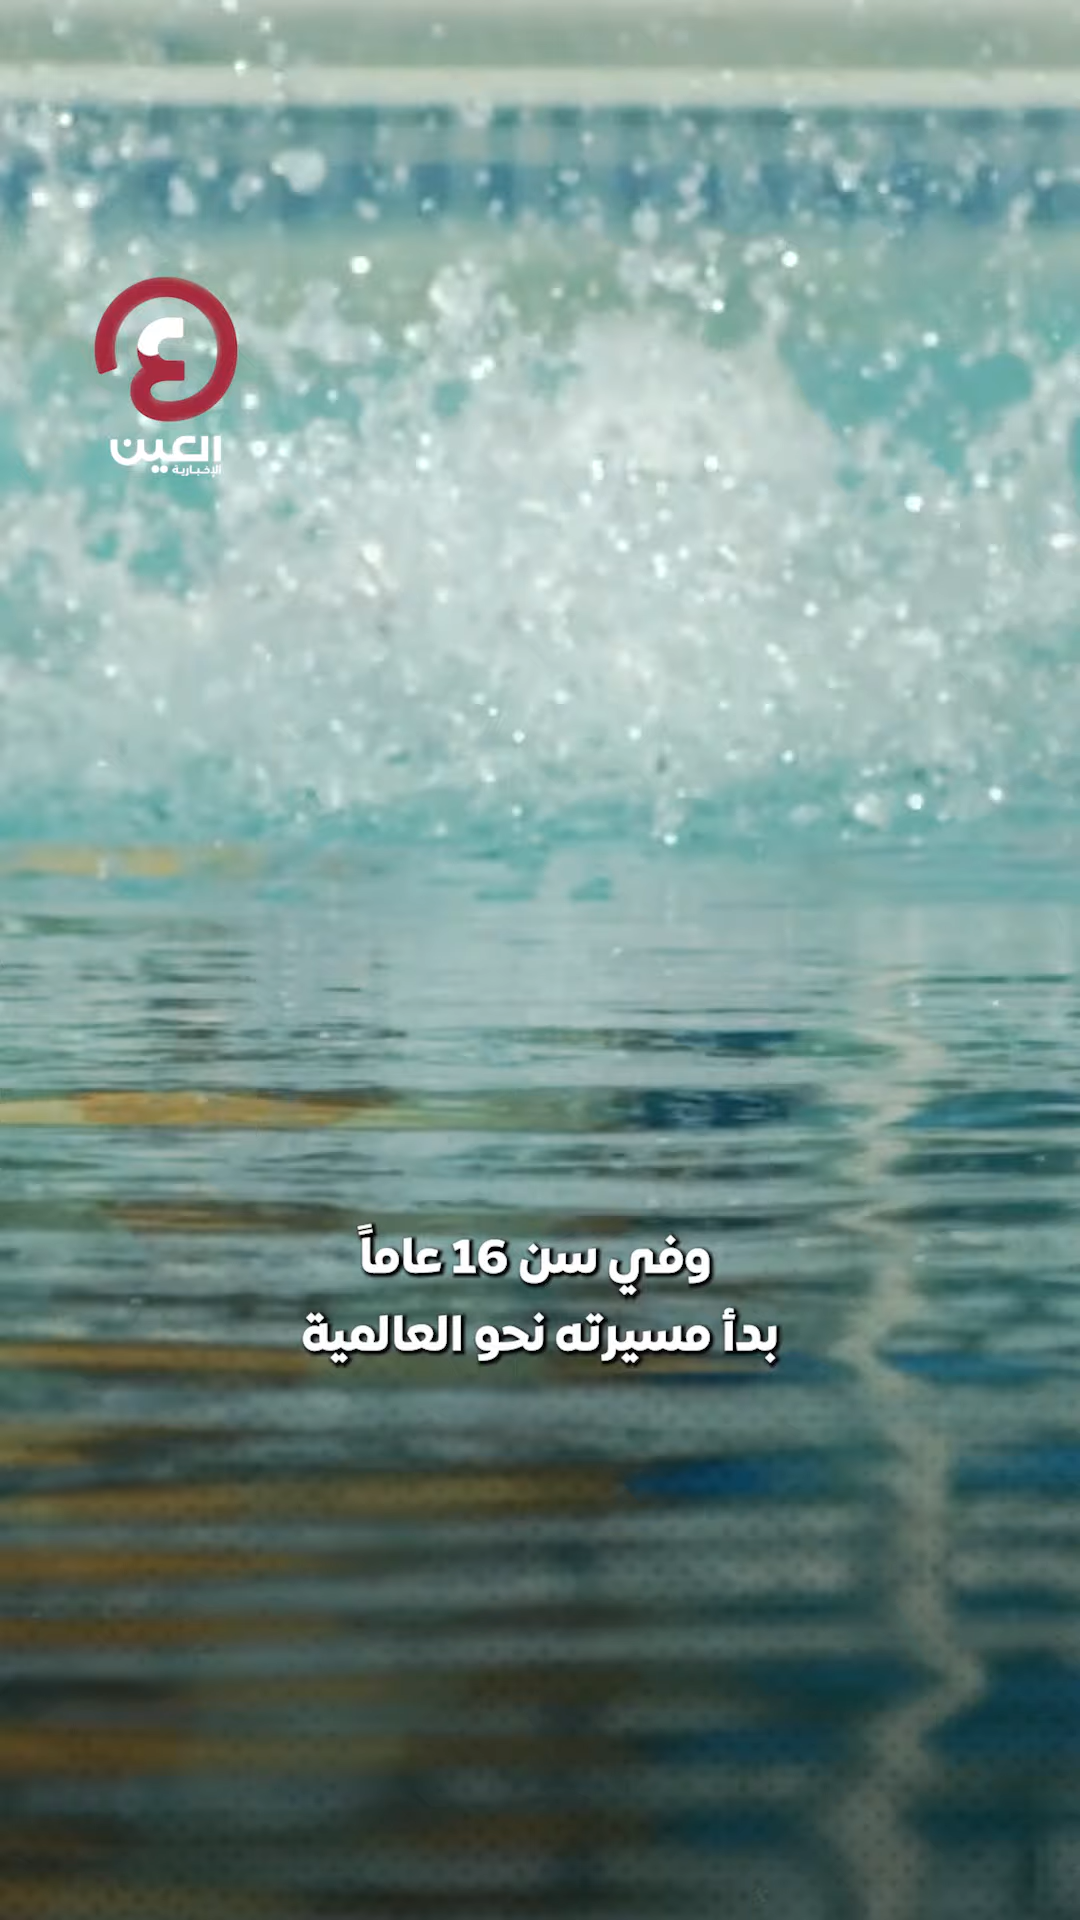 العين
الإخبارية
وفي سن 16 عاماً
بدأ مسيرته نحو العالمية